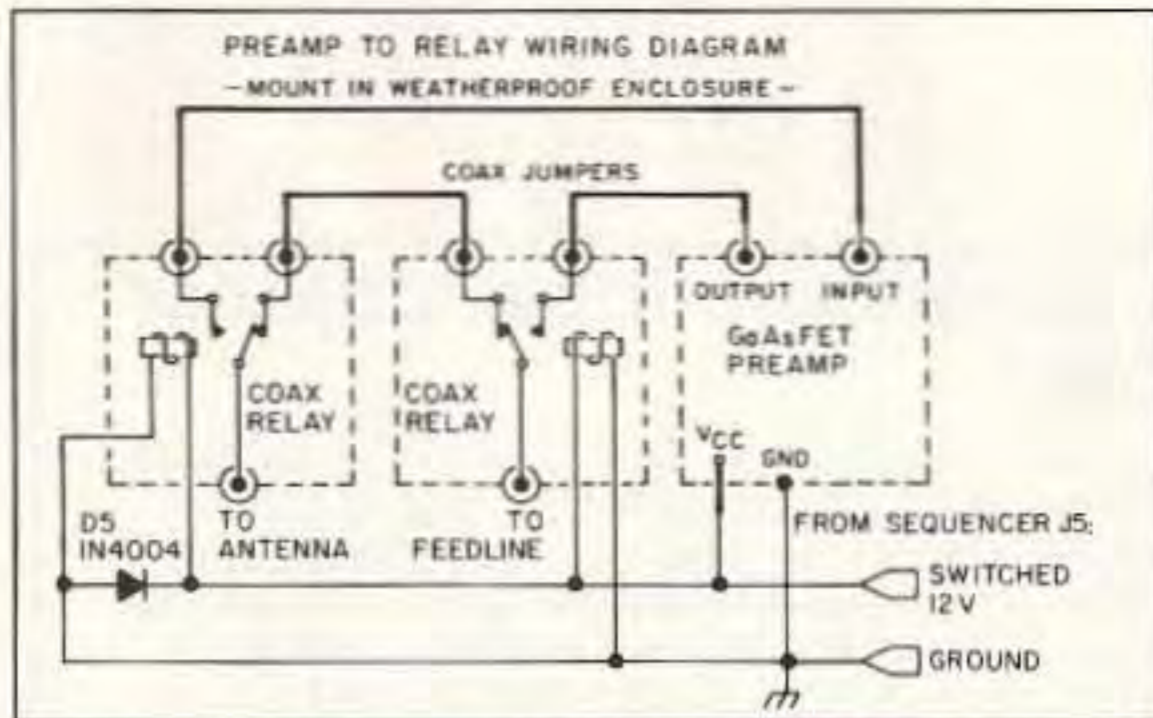 PREAMP TO RELAY WIRING DIAGRAM
-MOUNT IN WEATHERPROOF ENCLOSURE-
COAX JUMPERS
OUTPUT INPUT
GaAsFET
PREAMP
COAX
RELAY
COAX
RELAY
VCC
GND
D5
IN4004
TO
ANTENNA
TO
FEEDLINE
FROM SEQUENCER J5:
SWITCHED
12V
GROUND